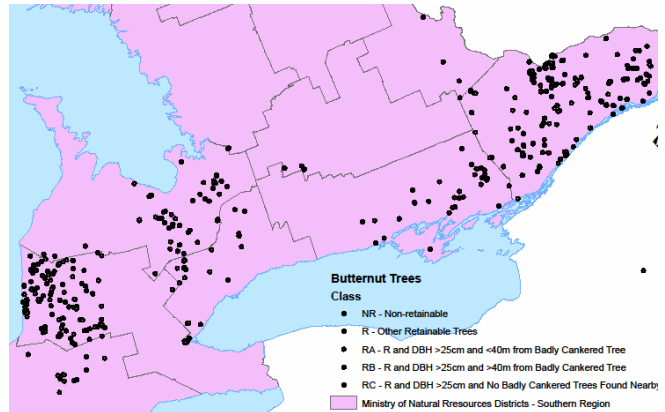 Butternut Trees
Class
NR - Non-retainable
R - Other Retainable Trees
RA - R and DBH >25cm and <40m from Badly Cankered Tree
RB - R and DBH >40m from Badly Cankered Tree
RC - R and DBH >25cm and No Badly Cankered Trees Found Nearby
Ministry of Natural Rresources Districts - Southern Region